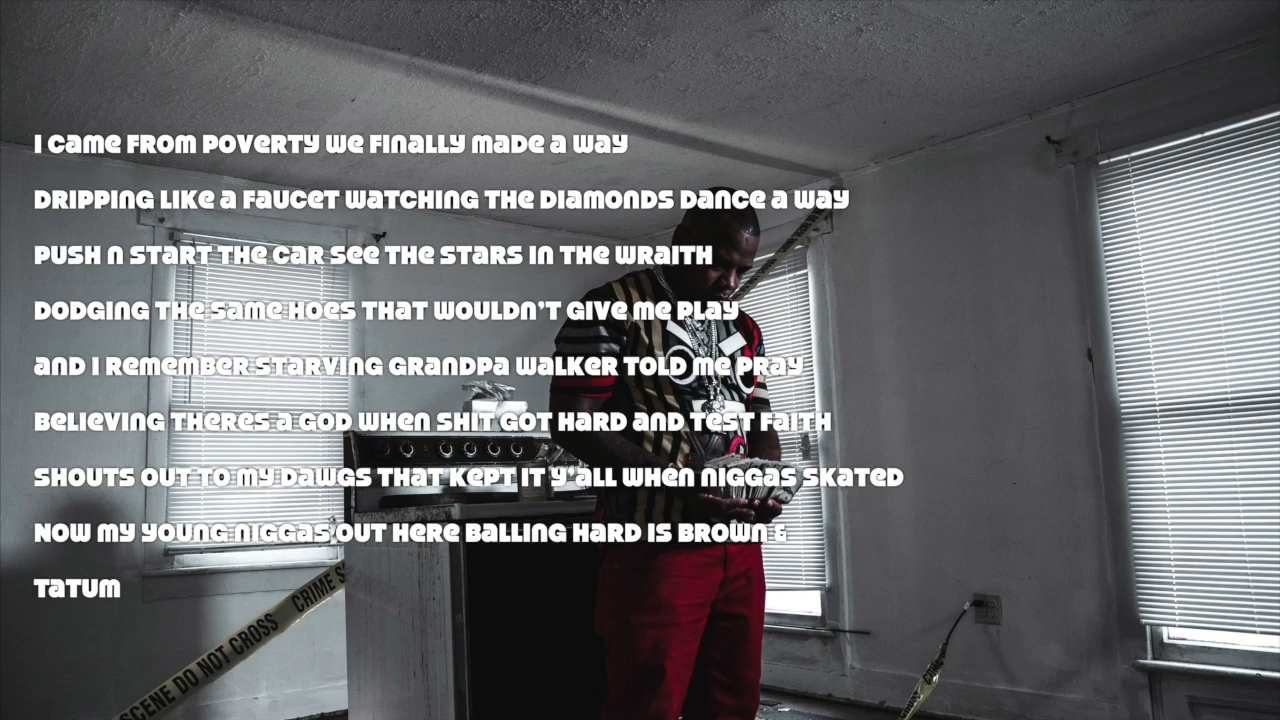 I came from poverty we finally made a way
Dripping like a faucet watching the diamonds dance a way
Push n start the car see the stars in the wraith
Dodging the same hoes that wouldn't give me play
and I remember starving grandpa walker told me pray
Believing theres a god when shit got hard and test faith
Shouts out to my dawgs that kept it y'all when niggas skated
Now my young niggas out here balling hard is Brown &
Tatum
CRIME S
SCENE DO NOT CROSS